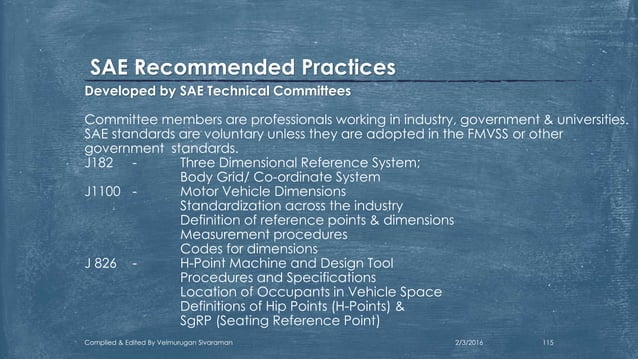 SAE Recommended Practices
Developed by SAE Technical Committees
Committee members are professionals working in industry, government & universities.
SAE standards are voluntary unless they are adopted in the FMVSS or other
government standards.
J182 - Three Dimensional Reference System;
Body Grid/ Co-ordinate System
J1100 - Motor Vehicle Dimensions
Standardization across the industry
Definition of reference points & dimensions
Measurement procedures
Codes for dimensions
J 826 - H-Point Machine and Design Tool
Procedures and Specifications
Location of Occupants in Vehicle Space
Definitions of Hip Points (H-Points) &
SgRP (Seating Reference Point)
Complied & Edited By Velmurugan Sivaraman 2/3/2016 115